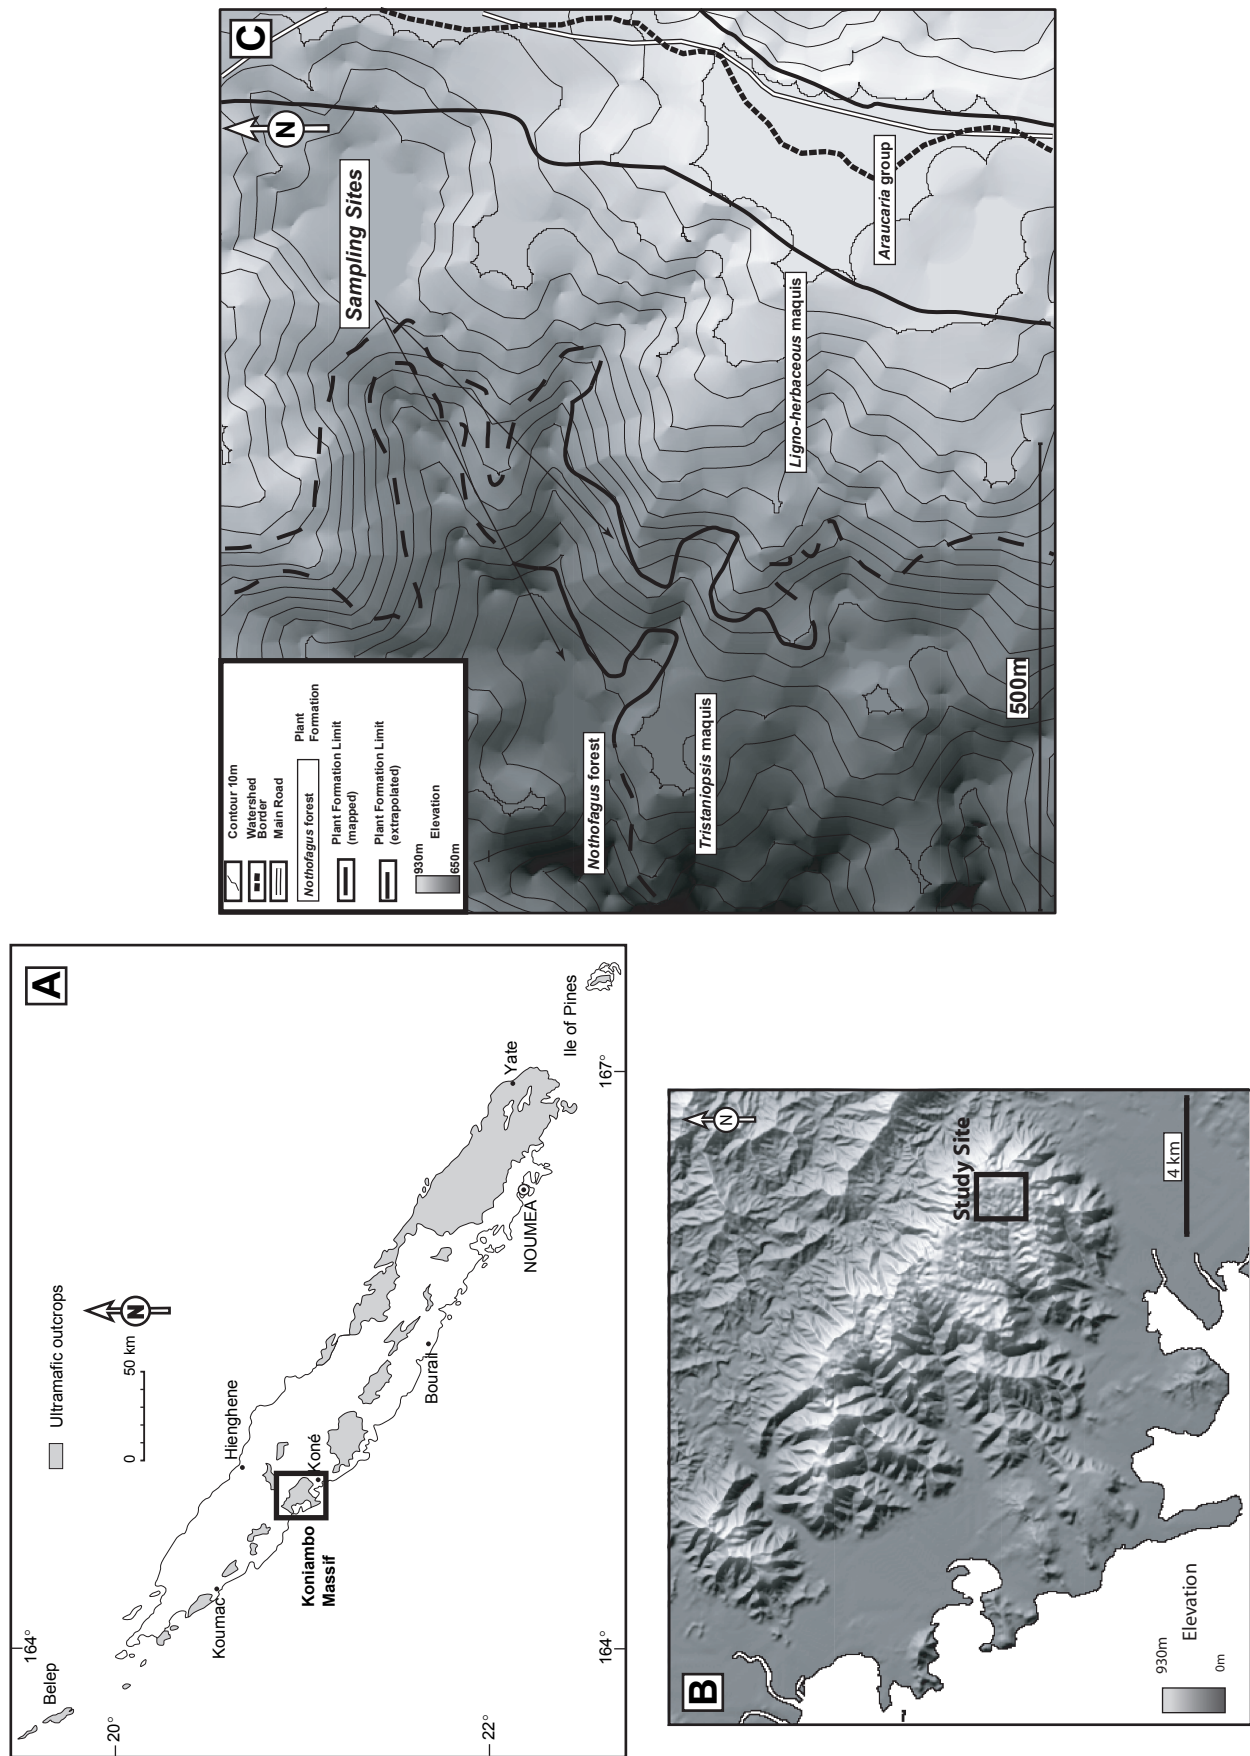 A
164°
Belep
20°
22°
164°
167°
Koumac
Koniambo
Massif
Koné
Hienghene
Bourail
NOUMEA
Yate
Ile of Pines
Ultramafic outcrops
0
50 km
N
B
Study Site
N
4 km
930m
0m
Elevation
C
N
Sampling Sites
Araucaria group
Ligno-herbaceous maquis
Nothofagus forest
Tristaniopsis maquis
500m
Contour 10m
Watershed
Border
Main Road
Nothofagus forest
Plant
Formation
Plant Formation Limit
(mapped)
Plant Formation Limit
(extrapolated)
930m
650m
Elevation